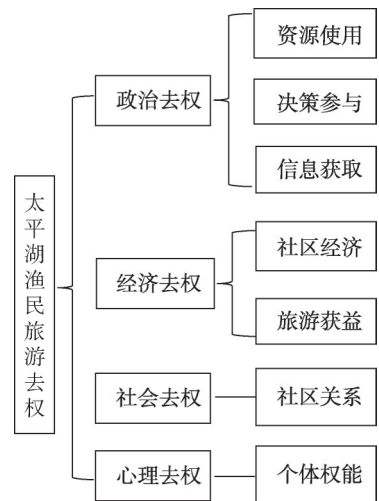 太平湖渔民旅游去权
政治去权
资源使用
决策参与
信息获取
经济去权
社区经济
旅游获益
社会去权
社区关系
心理去权
个体权能